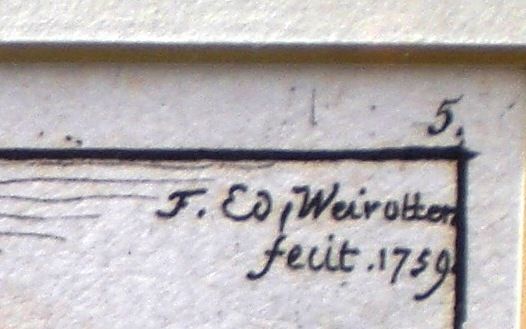 5.
F. Ed, Weirotter
fecit. 1759